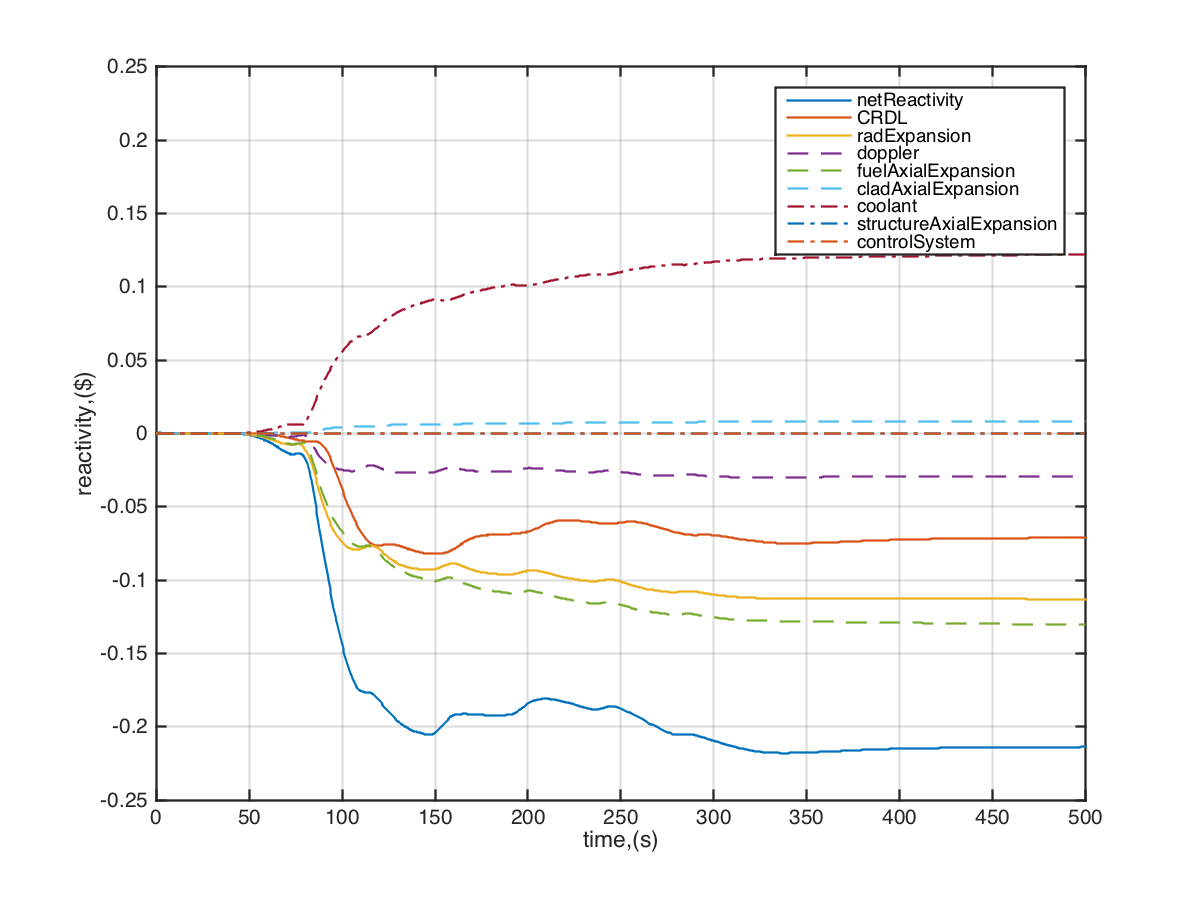 0.25
0.2
0.15
0.1
0.05
0
-0.05
-0.1
-0.15
-0.2
-0.25
reactivity,($)
netReactivity
CRDL
radExpansion
doppler
fuelAxialExpansion
cladAxialExpansion
coolant
structureAxialExpansion
controlSystem
0 50 100 150 200 250 300 350 400 450 500
time,(s)